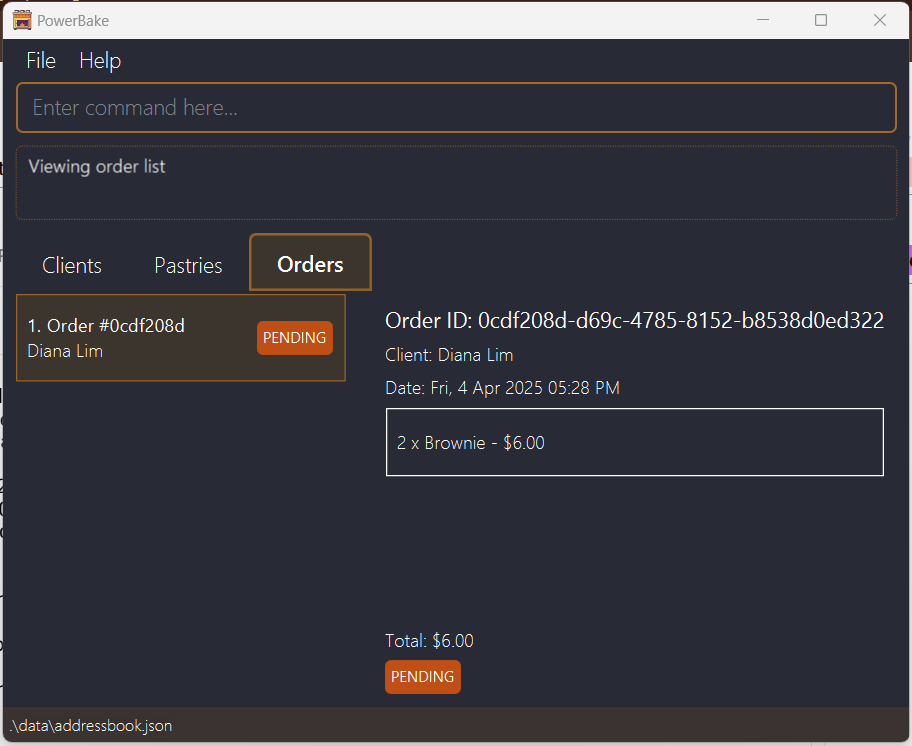 PowerBake
File Help
Enter command here...
Viewing order list
Clients Pastries Orders
1. Order #0cdf208d
Diana Lim
PENDING
Order ID: 0cdf208d-d69c-4785-8152-b8538d0ed322
Client: Diana Lim
Date: Fri, 4 Apr 2025 05:28 PM
2 x Brownie - $6.00
Total: $6.00
PENDING
.\data\addressbook.json